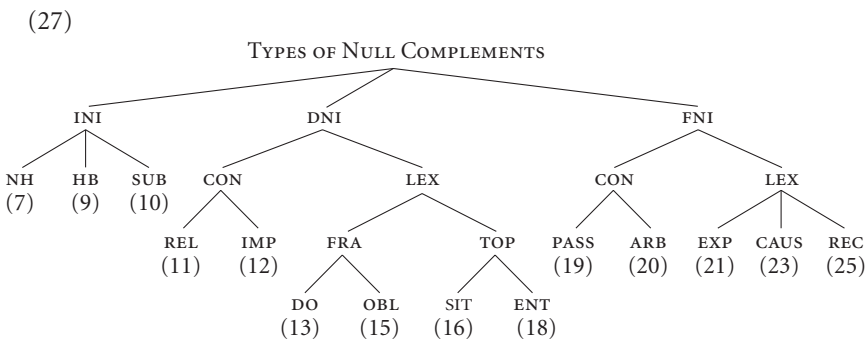 (27)
TYPES OF NULL COMPLEMENTS
INI DNI FNI
NH HB SUB CON LEX CON LEX
(7) (9) (10)
REL IMP FRA TOP PASS ARB EXP CAUS REC
(11) (12) (19) (20) (21) (23) (25)
DO OBL SIT ENT
(13) (15) (16) (18)